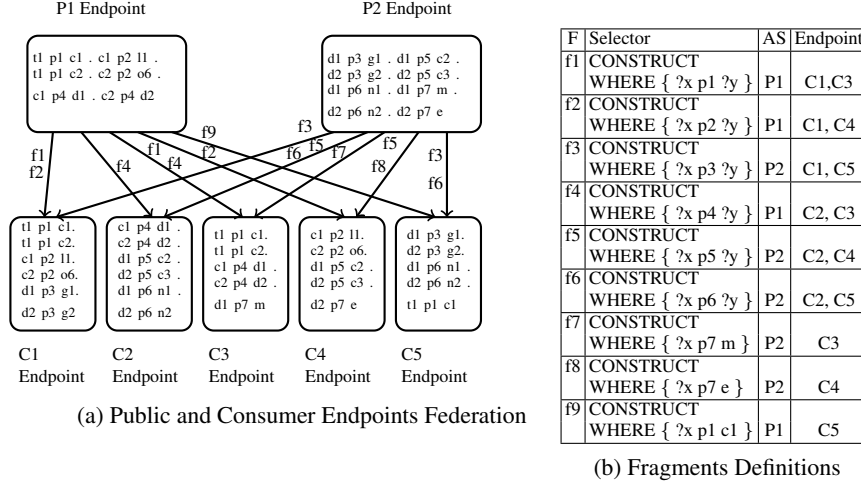 P1 Endpoint
P2 Endpoint
t1 p1 c1 . c1 p2 l1 .
t1 p1 c2 . c2 p2 o6 .
c1 p4 d1 . c2 p4 d2
d1 p3 g1 . d1 p5 c2 .
d2 p3 g2 . d2 p5 c3 .
d1 p6 n1 . d1 p7 m .
d2 p6 n2 . d2 p7 e
f1
f2
f4
f1
f4
f9
f2
f3
f6
f5
f7
f5
f8
f3
f6
t1 p1 c1.
t1 p1 c2.
c1 p2 l1.
c2 p2 o6.
d1 p3 g1.
d2 p3 g2
c1 p4 d1 .
c2 p4 d2 .
d1 p5 c2 .
d2 p5 c3 .
d1 p6 n1 .
d2 p6 n2
t1 p1 c1.
t1 p1 c2.
c1 p4 d1 .
c2 p4 d2 .
d1 p7 m
c1 p2 l1.
c2 p2 o6.
d1 p5 c2 .
d2 p5 c3 .
d2 p7 e
d1 p3 g1.
d2 p3 g2.
d1 p6 n1 .
d2 p6 n2 .
t1 p1 c1
C1
Endpoint
C2
Endpoint
C3
Endpoint
C4
Endpoint
C5
Endpoint
(a) Public and Consumer Endpoints Federation
F Selector AS Endpoint
f1 CONSTRUCT
WHERE { ?x p1 ?y } P1 C1,C3
f2 CONSTRUCT
WHERE { ?x p2 ?y } P1 C1, C4
f3 CONSTRUCT
WHERE { ?x p3 ?y } P2 C1, C5
f4 CONSTRUCT
WHERE { ?x p4 ?y } P1 C2, C3
f5 CONSTRUCT
WHERE { ?x p5 ?y } P2 C2, C4
f6 CONSTRUCT
WHERE { ?x p6 ?y } P2 C2, C5
f7 CONSTRUCT
WHERE { ?x p7 m } P2 C3
f8 CONSTRUCT
WHERE { ?x p7 e } P2 C4
f9 CONSTRUCT
WHERE { ?x p1 c1 } P1 C5
(b) Fragments Definitions